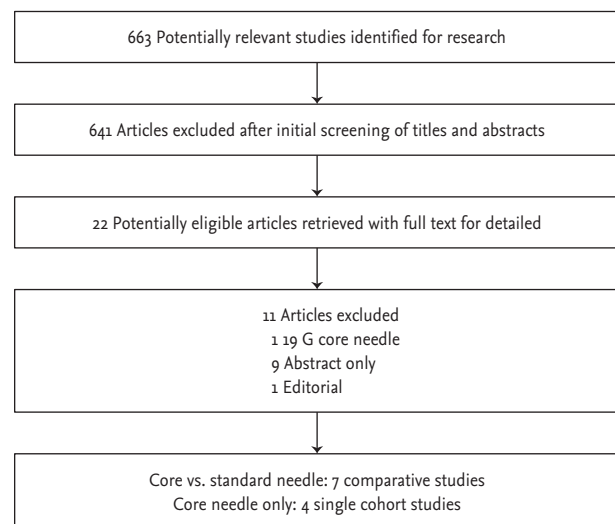 663 Potentially relevant studies identified for research
641 Articles excluded after initial screening of titles and abstracts
22 Potentially eligible articles retrieved with full text for detailed
11 Articles excluded
1 19 G core needle
9 Abstract only
1 Editorial
Core vs. standard needle: 7 comparative studies
Core needle only: 4 single cohort studies